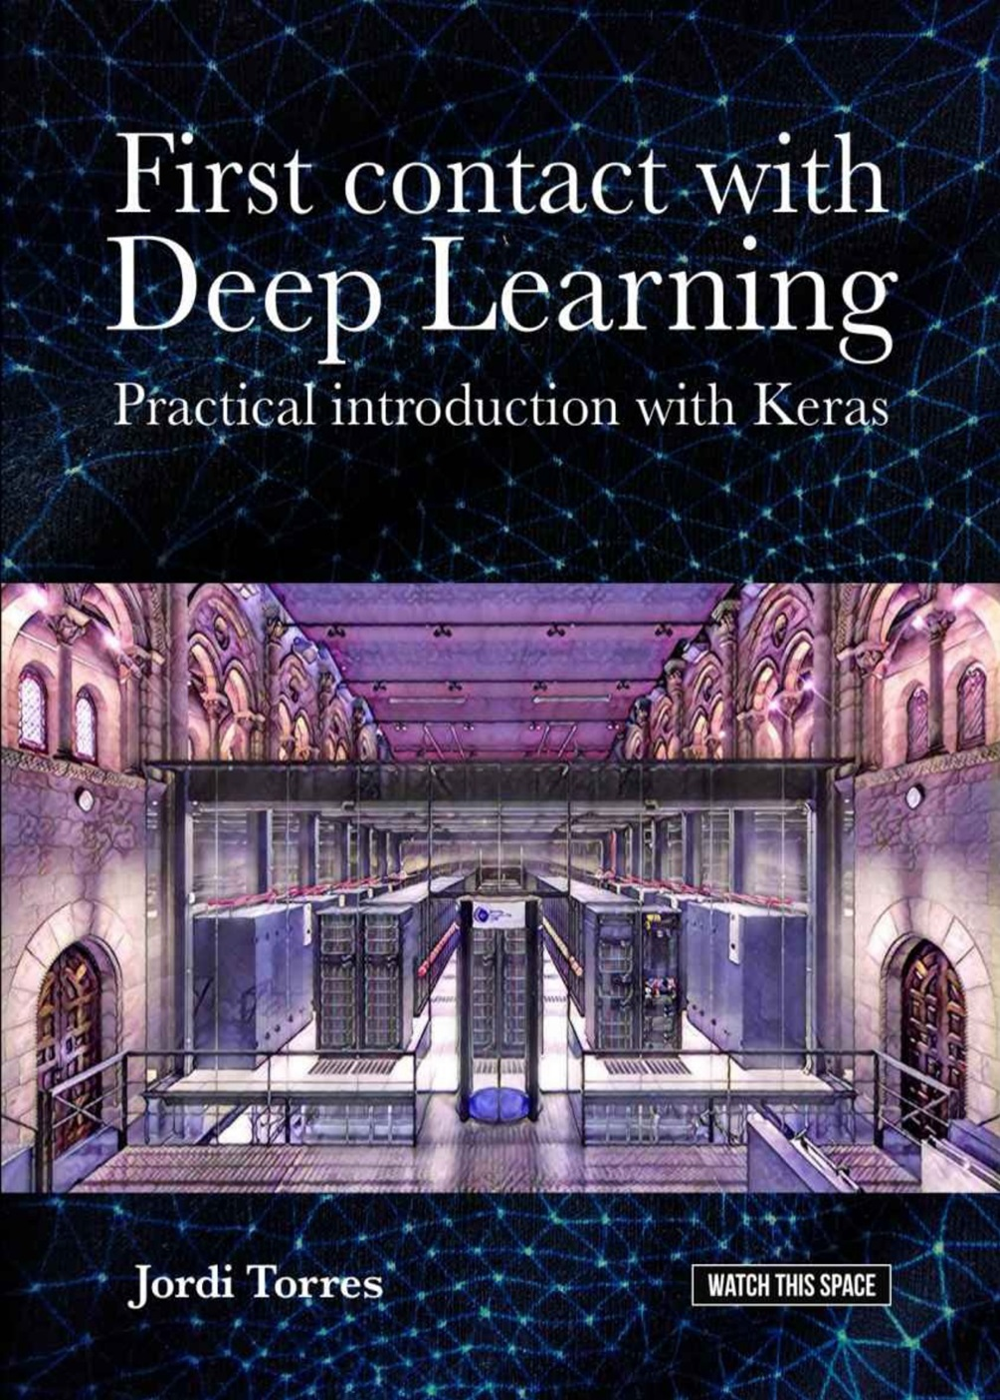 First contact with
Deep Learning
Practical introduction with Keras
Jordi Torres
WATCH THIS SPACE